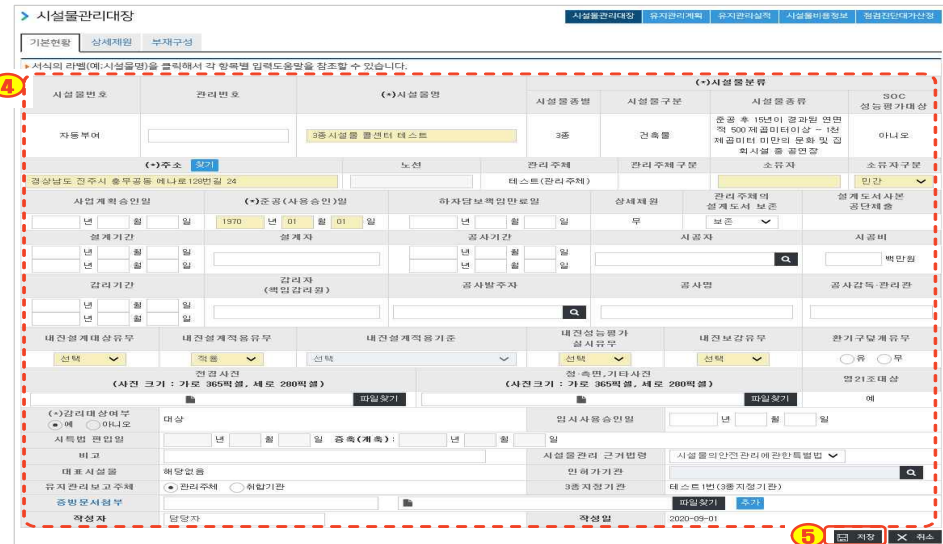 시설물관리대장
시설물관리대장 유지관리계획 유지관리실적 시설물비용정보 점검진단대가산정
기본현황 상세제원 부재구성
서식의 라벨(예:시설물명)을 클릭해서 각 항목별 입력도움말을 참조할 수 있습니다.
4
시설물번호 관리번호 (*)시설물명 (*)시설물분류
시설물종별 시설물구분 시설물종류 SOC
성능평가대상
자동부여 3종시설물 콜센터 테스트 3종 건축물 준공 후 15년이 경과된 연면
적 500제곱미터이상 ~ 1천
제곱미터 미만의 문화 및 집
회시설 중 공연장
아니오
(*)주소 찾기 노선 관리주체 관리주체구분 소유자 소유자구분
경상남도 진주시 충무공동 에나로128번길 24 테스트(관리주체) 민간
사업계획승인일 (*)준공(사용승인)일 하자담보책임만료일 상세제원 관리주체의
설계도서 보존
설계도서사본
공단제출
년 월 일 1970 년 01 월 01 일 년 월 일 무 보존
설계기간 설계자 공사기간 시공자 시공비
년 월 일 년 월 일 백만원
년 월 일 년 월 일
감리기간 감리자
(책임감리원)
공사발주자 공사명 공사감독·관리관
년 월 일
년 월 일
내진설계대상유무 내진설계적용유무 내진설계적용기준 내진성능평가
실시유무
내진보강유무 환기구덮개유무
선택 적용 선택 선택 선택 유 무
전경사진
(사진 크기 : 가로 365픽셀, 세로 280픽셀)
정·측면,기타사진
(사진크기 : 가로 365픽셀, 세로 280픽셀)
영21조대상
파일찾기 파일찾기 예
(*)감리대상여부
예 아니오
대상 임시사용승인일 년 월 일
시특법 편입일 년 월 일 증축(개축): 년 월 일
비고 시설물관리 근거법령 시설물의안전관리에관한특별법
대표시설물 해당없음 인허가기관
유지관리보고주체 관리주체 취합기관 3종지정기관 테스트1번(3종지정기관)
증빙문서첨부 파일찾기 추가
작성자 담당자 작성일 2020-09-01
5 저장 취소